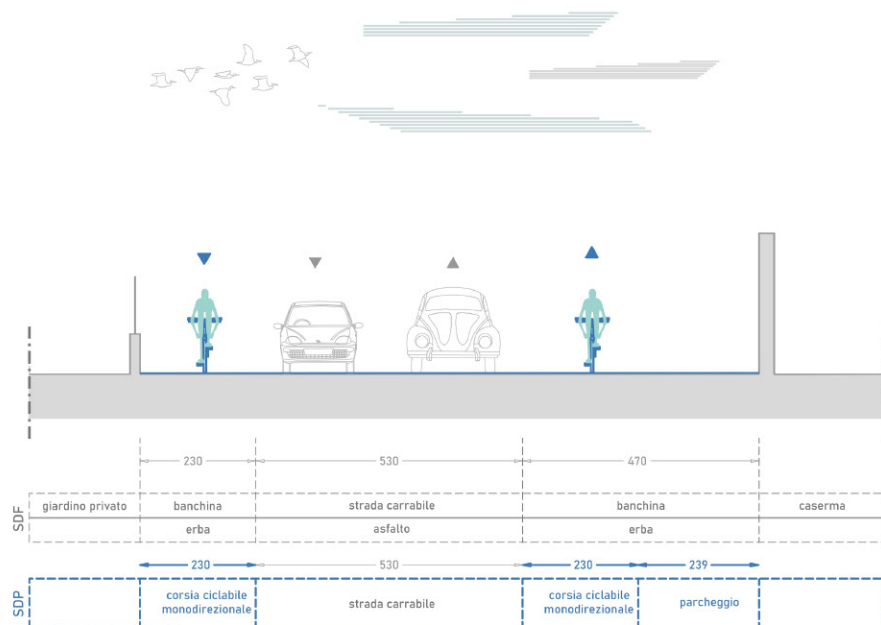 230
530
470
SDF
giardino privato
banchina
strada carrabile
banchina
caserma
erba
asfalto
erba
230
530
230
239
SDP
corsia ciclabile
monodirezionale
strada carrabile
corsia ciclabile
monodirezionale
parcheggio